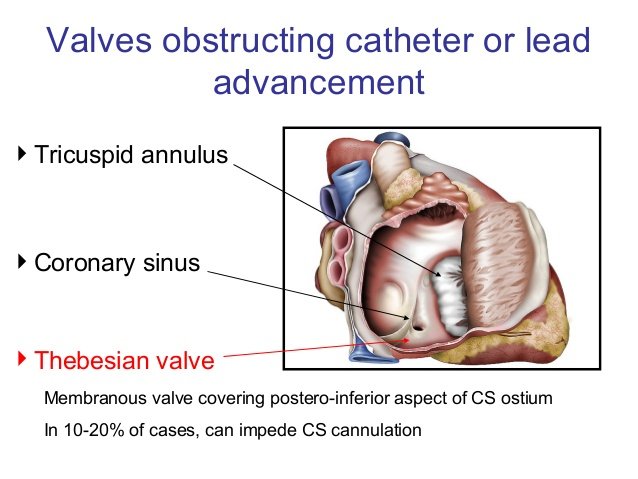 Valves obstructing catheter or lead
advancement
Tricuspid annulus
Coronary sinus
Thebesian valve
Membranous valve covering postero-inferior aspect of CS ostium
In 10-20% of cases, can impede CS cannulation